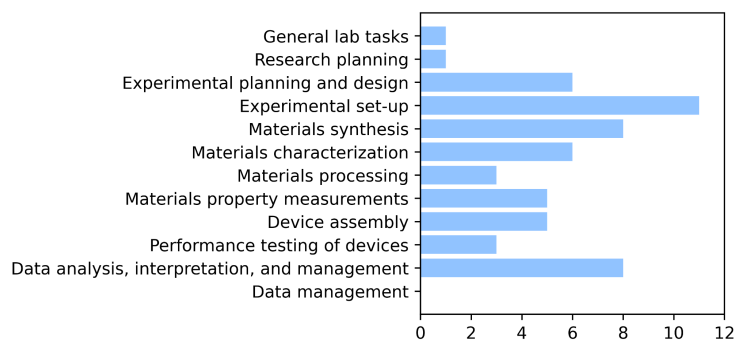 General lab tasks
Research planning
Experimental planning and design
Experimental set-up
Materials synthesis
Materials characterization
Materials processing
Materials property measurements
Device assembly
Performance testing of devices
Data analysis, interpretation, and management
Data management
0 2 4 6 8 10 12